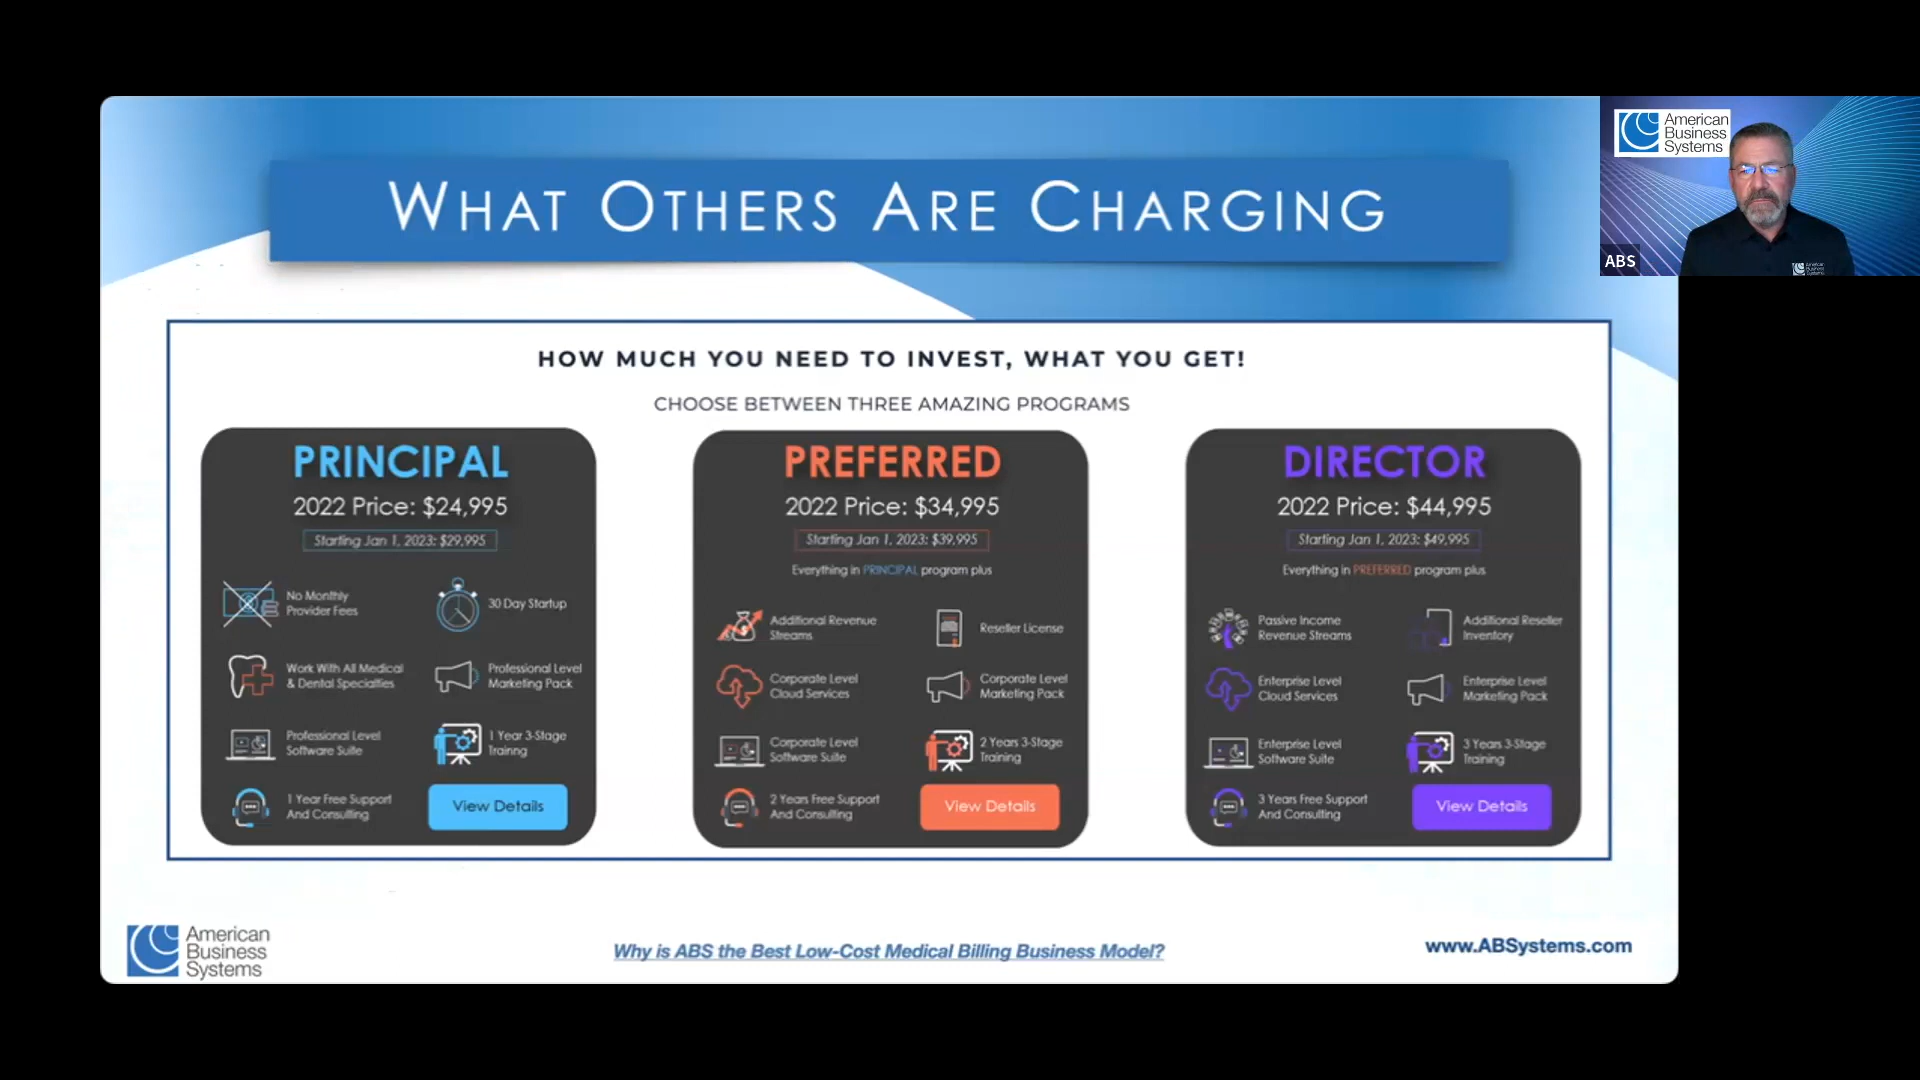 WHAT OTHERS ARE CHARGING
American
Business
Systems
ABS
HOW MUCH YOU NEED TO INVEST, WHAT YOU GET!
CHOOSE BETWEEN THREE AMAZING PROGRAMS
PRINCIPAL
2022 Price: $24,995
Starting Jan 1, 2023: $29,995
No Monthly
Provider Fees
30 Day Startup
Work With All Medical
& Dental Specialties
Professional Level
Marketing Pack
Professional Level
Software Suite
1 Year 3-Stage
Trainng
1 Year Free Support
And Consulting
View Details
PREFERRED
2022 Price: $34,995
Starting Jan 1, 2023: $39,995
Everything in PRINCIPAL program plus
Additional Revenue
Streams
Reseller License
Corporate Level
Cloud Services
Corporate Level
Marketing Pack
Corporate Level
Software Suite
2 Years 3-Stage
Training
2 Years Free Support
And Consulting
View Details
DIRECTOR
2022 Price: $44,995
Starting Jan 1, 2023: $49,995
Everything in PREFERRED program plus
Passive Income
Revenue Streams
Additional Reseller
Inventory
Enterprise Level
Cloud Services
Enterprise Level
Marketing Pack
Enterprise Level
Software Suite
3 Years 3-Stage
Training
3 Years Free Support
And Consulting
View Details
American
Business
Systems
Why is ABS the Best Low-Cost Medical Billing Business Model?
www.ABSystems.com